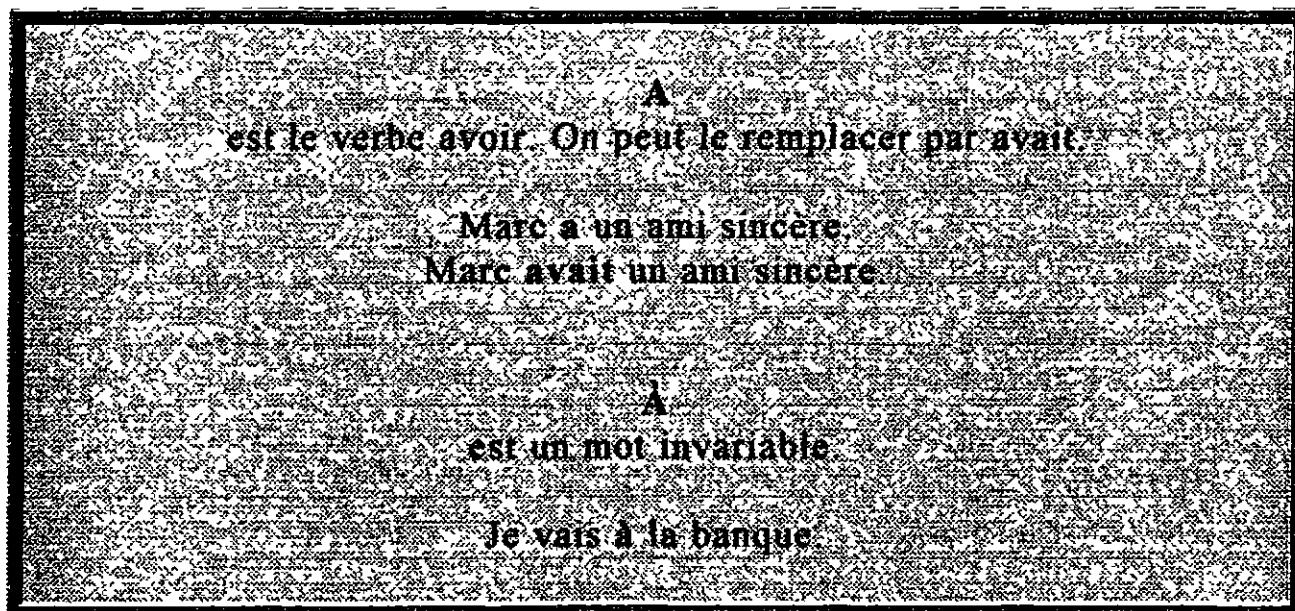 A
est le verbe avoir. On peut le remplacer par avait.
Marc a un ami sincère.
Marc avait un ami sincère.
À
est un mot invariable.
Je vais à la banque.